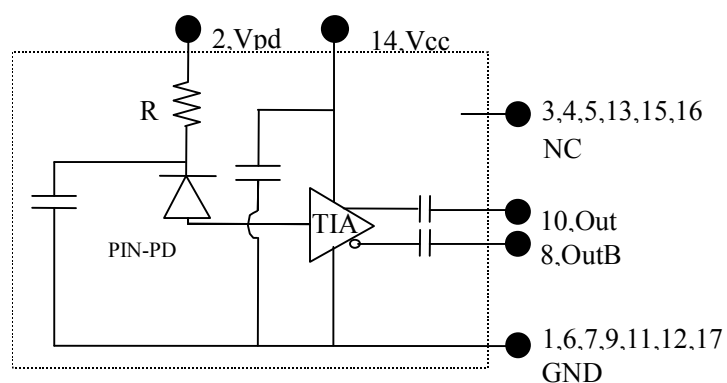 2,Vpd
14,Vcc
R
3,4,5,13,15,16
NC
TIA
10,Out
8,OutB
PIN-PD
1,6,7,9,11,12,17
GND